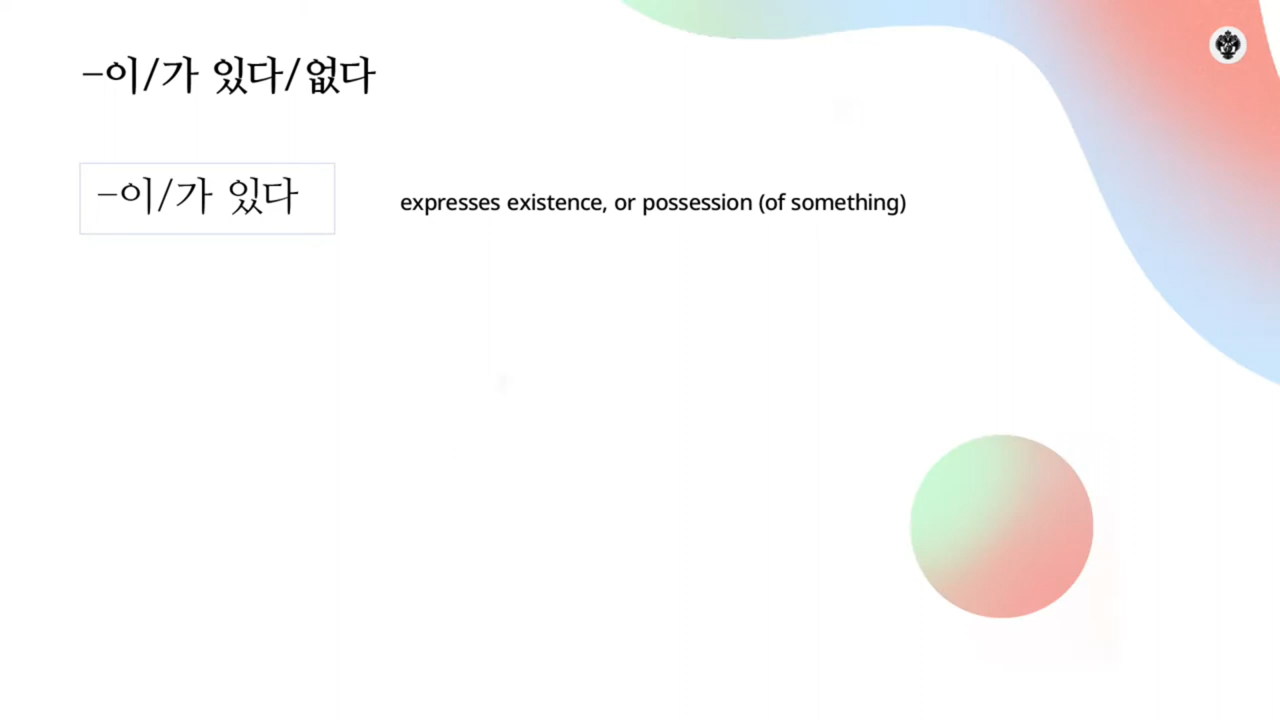 –이/가 있다/없다
–이/가 있다
expresses existence, or possession (of something)